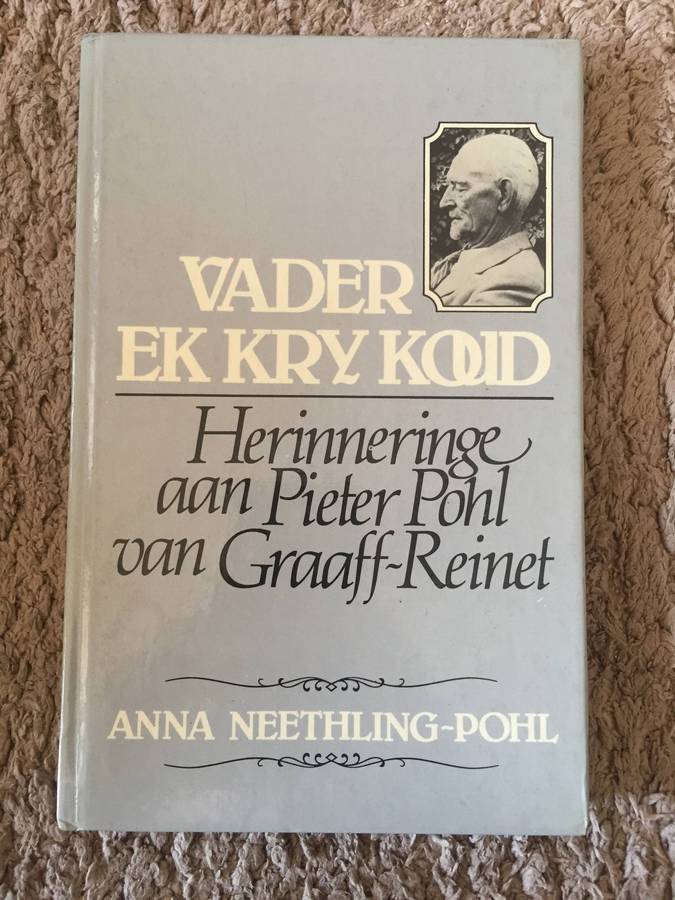 VADER
EK KRY KOUD
Herinneringe
aan Pieter Pohl
van Graaff-Reinet
ANNA NEETHLING-POHL